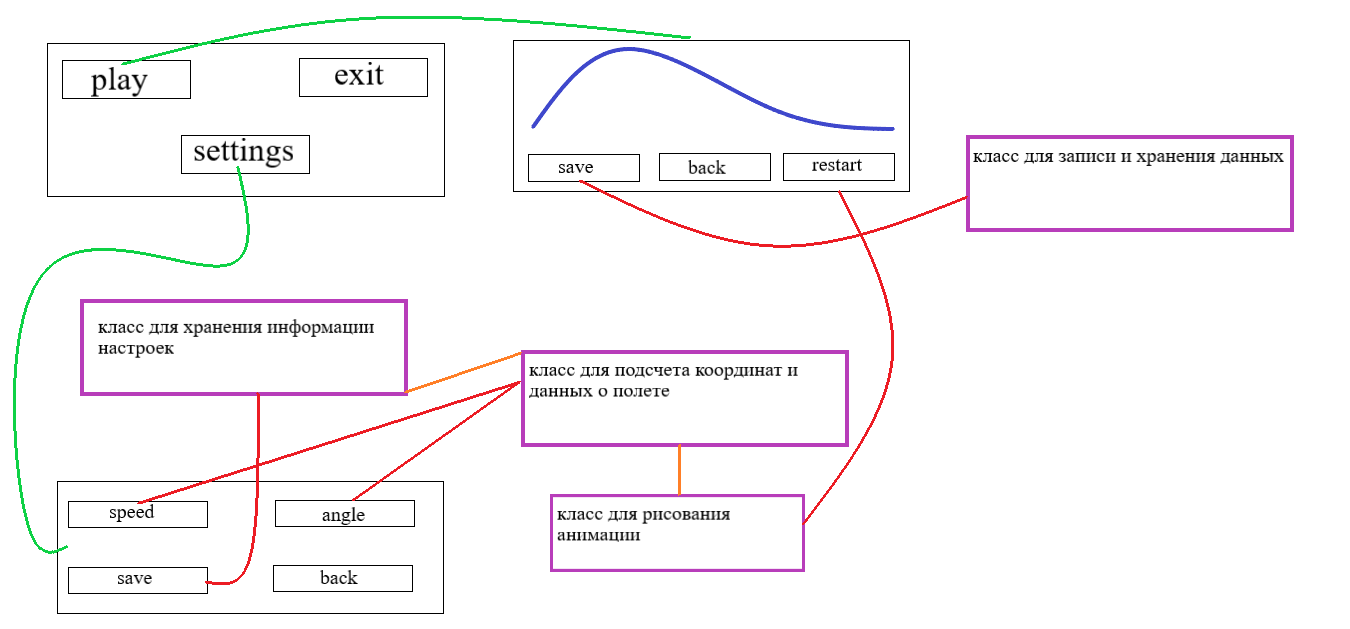 play
exit
settings
save
back
restart
класс для записи и хранения данных
класс для хранения информации
настроек
класс для подсчета координат и
данных о полете
speed
angle
save
back
класс для рисования
анимации